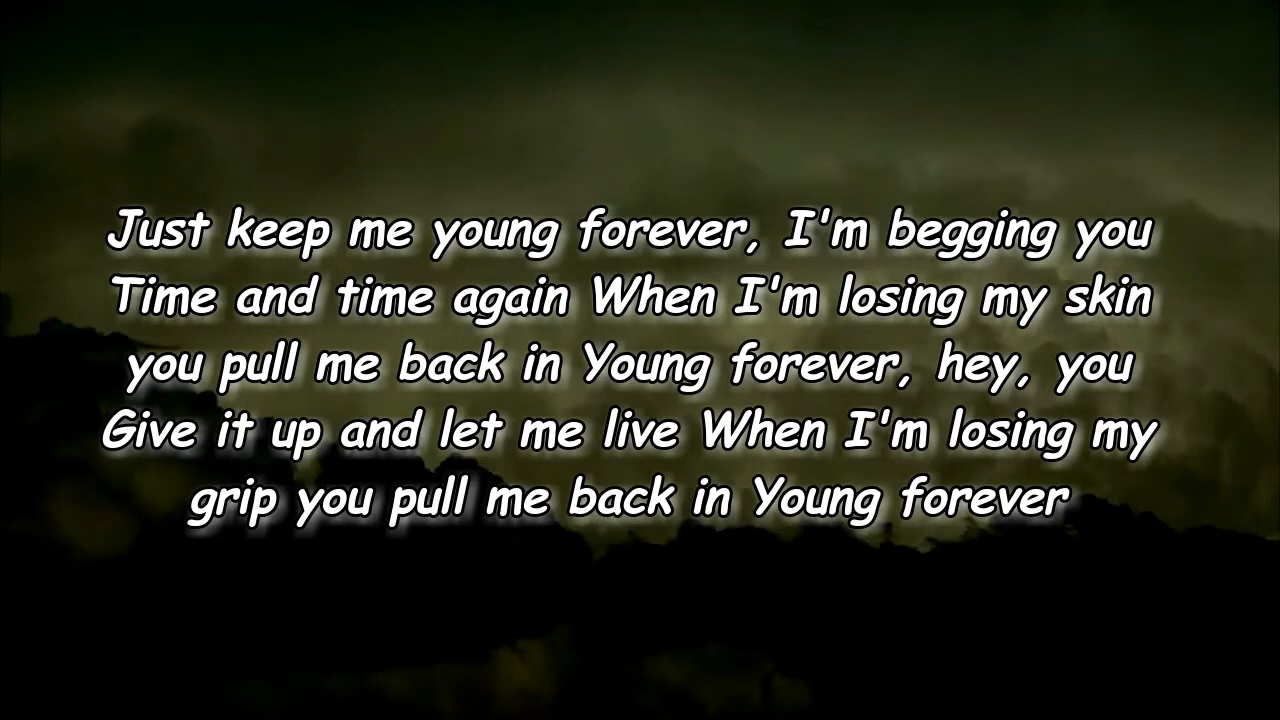 Just keep me young forever, I'm begging you
Time and time again When I'm losing my skin
you pull me back in Young forever, hey, you
Give it up and let me live When I'm losing my
grip you pull me back in Young forever